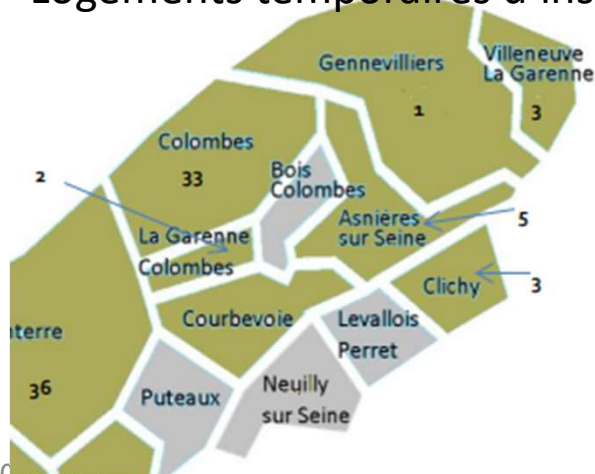 Logements temporaires d'ins
Gennevilliers
1
Villeneuve
La Garenne
3
Colombes
33
2
Bois
Colombes
Asnières
sur Seine
5
La Garenne
Colombes
Clichy
3
Courbevoie
Levallois
Perret
nterre
36
Puteaux
Neuilly
sur Seine